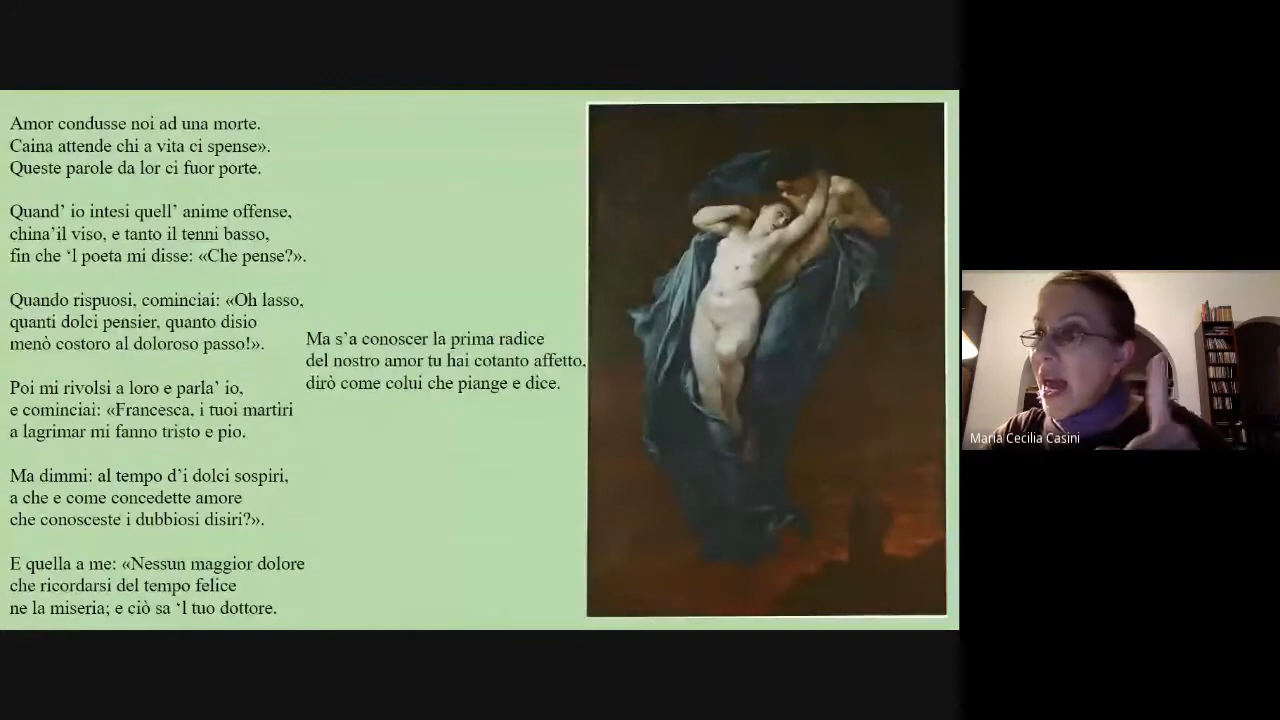 Amor condusse noi ad una morte.
Caina attende chi a vita ci spense».
Queste parole da lor ci fuor porte.
Quand' io intesi quell' anime offense,
china'il viso, e tanto il tenni basso,
fin che ‘l poeta mi disse: «Che pense?».
Quando rispuosi, cominciai: «Oh lasso,
quanti dolci pensier, quanto disio
menò costoro al doloroso passo!».
Poi mi rivolsi a loro e parla' io,
e cominciai: «Francesca, i tuoi martìri
a lagrimar mi fanno tristo e pio.
Ma dimmi: al tempo d'i dolci sospiri,
a che e come concedette amore
che conosceste i dubbiosi disiri?».
E quella a me: «Nessun maggior dolore
che ricordarsi del tempo felice
ne la miseria; e ciò sa ‘l tuo dottore.
Ma s'a conoscer la prima radice
del nostro amor tu hai cotanto affetto,
dirò come colui che piange e dice.
Maria Cecilia Casini